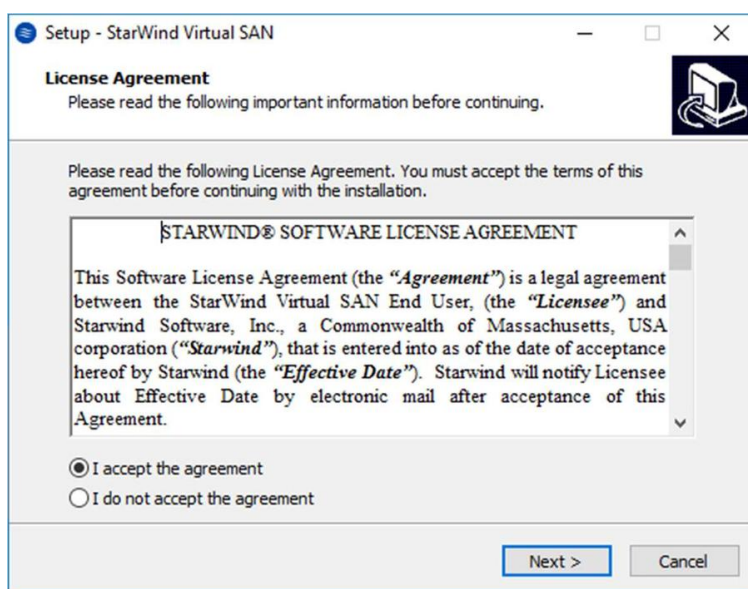 Setup - StarWind Virtual SAN
License Agreement
Please read the following important information before continuing.
Please read the following License Agreement. You must accept the terms of this
agreement before continuing with the installation.
STARWIND® SOFTWARE LICENSE AGREEMENT
This Software License Agreement (the “Agreement”) is a legal agreement
between the StarWind Virtual SAN End User, (the “Licensee”) and
Starwind Software, Inc., a Commonwealth of Massachusetts, USA
corporation (“Starwind”), that is entered into as of the date of acceptance
hereof by Starwind (the “Effective Date”). Starwind will notify Licensee
about Effective Date by electronic mail after acceptance of this
Agreement.
I accept the agreement
I do not accept the agreement
Next >
Cancel